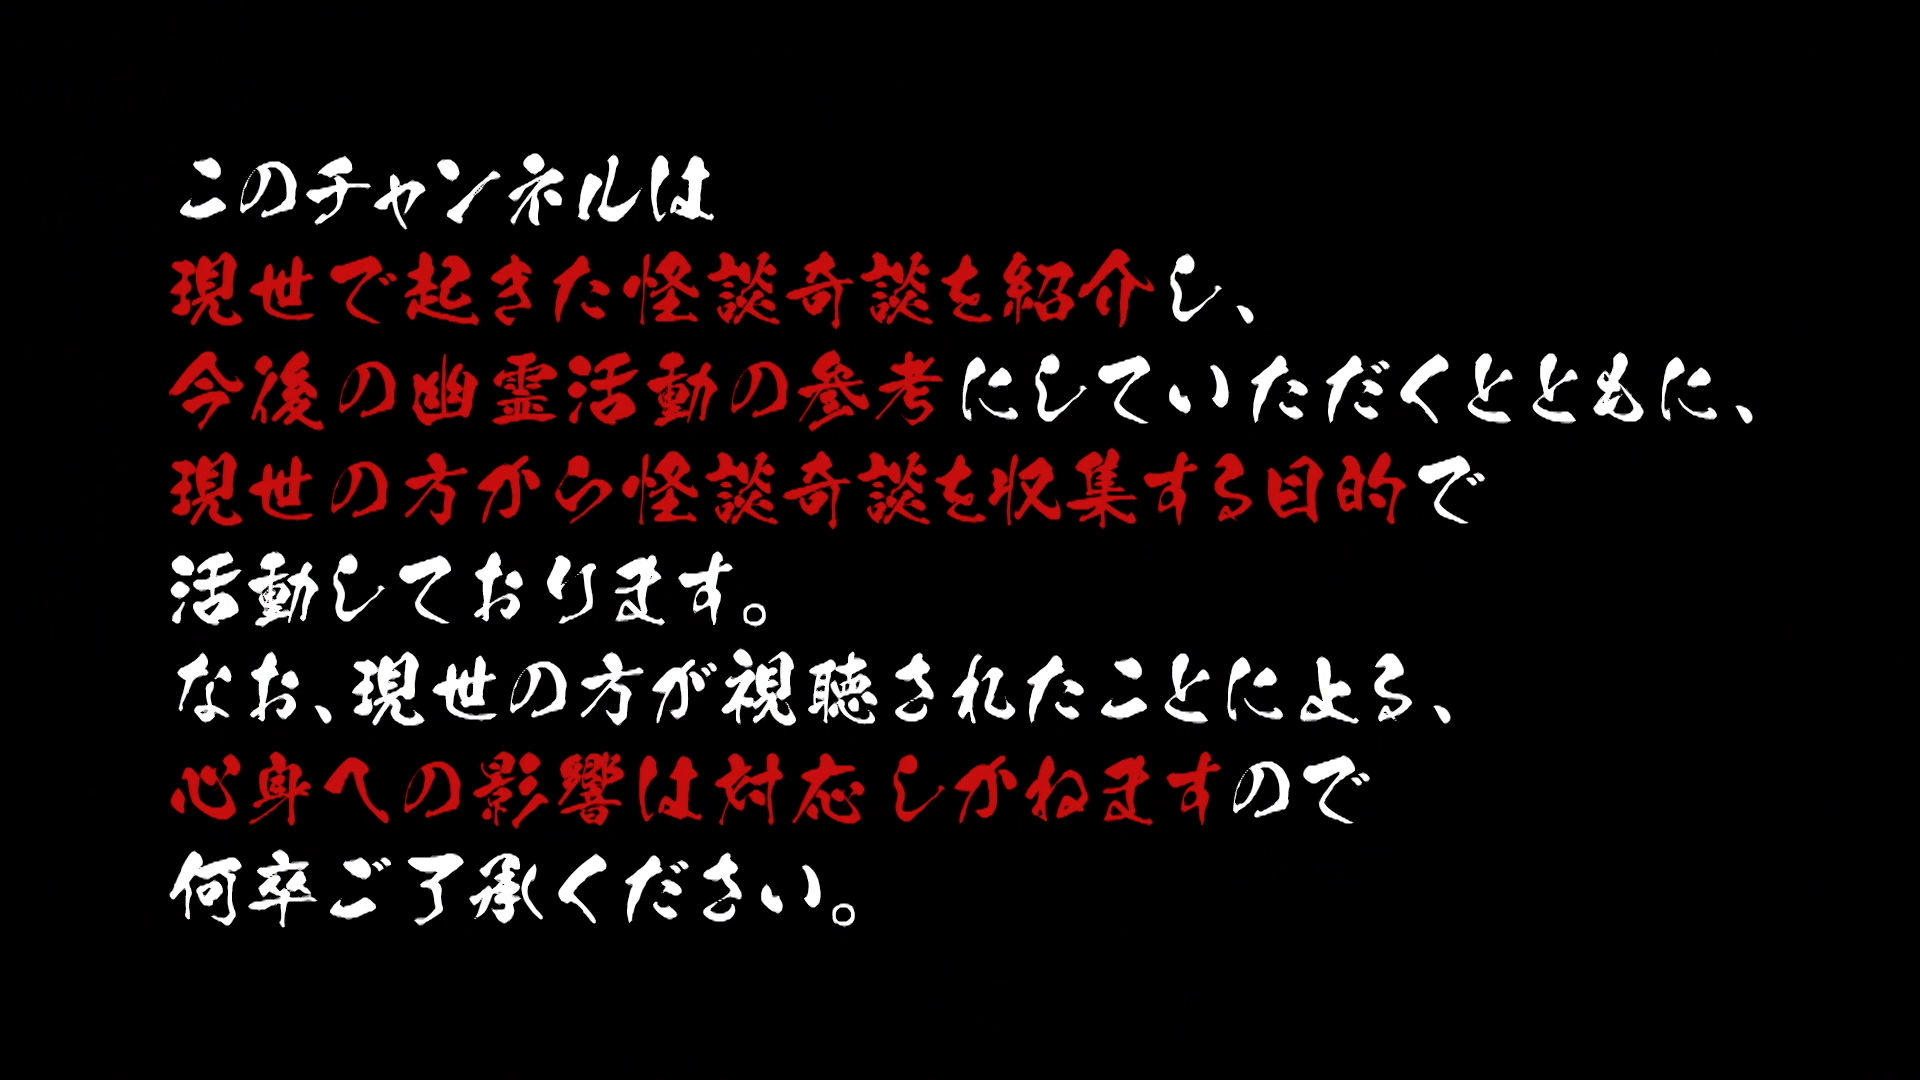 このチャンネルは
現世で起きた怪談奇談を紹介し、
今後の幽霊活動の参考にしていただくとともに、
現世の方から怪談奇談を収集する目的で
活動しております。
なお、現世の方が視聴されたことによる、
心身への影響は対応しかねますので
何卒ご了承ください。